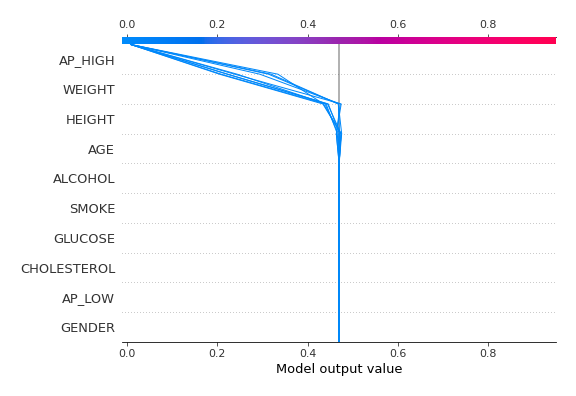 0.0 0.2 0.4 0.6 0.8
AP_HIGH
WEIGHT
HEIGHT
AGE
ALCOHOL
SMOKE
GLUCOSE
CHOLESTEROL
AP_LOW
GENDER
0.0 0.2 0.4 0.6 0.8
Model output value